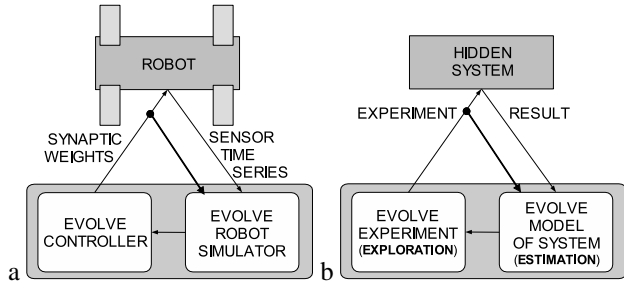 ROBOT
SYNAPTIC
WEIGHTS
SENSOR
TIME
SERIES
EVOLVE
CONTROLLER
EVOLVE
ROBOT
SIMULATOR
a
HIDDEN
SYSTEM
EXPERIMENT
RESULT
EVOLVE
EXPERIMENT
(EXPLORATION)
EVOLVE
MODEL
OF SYSTEM
(ESTIMATION)
b